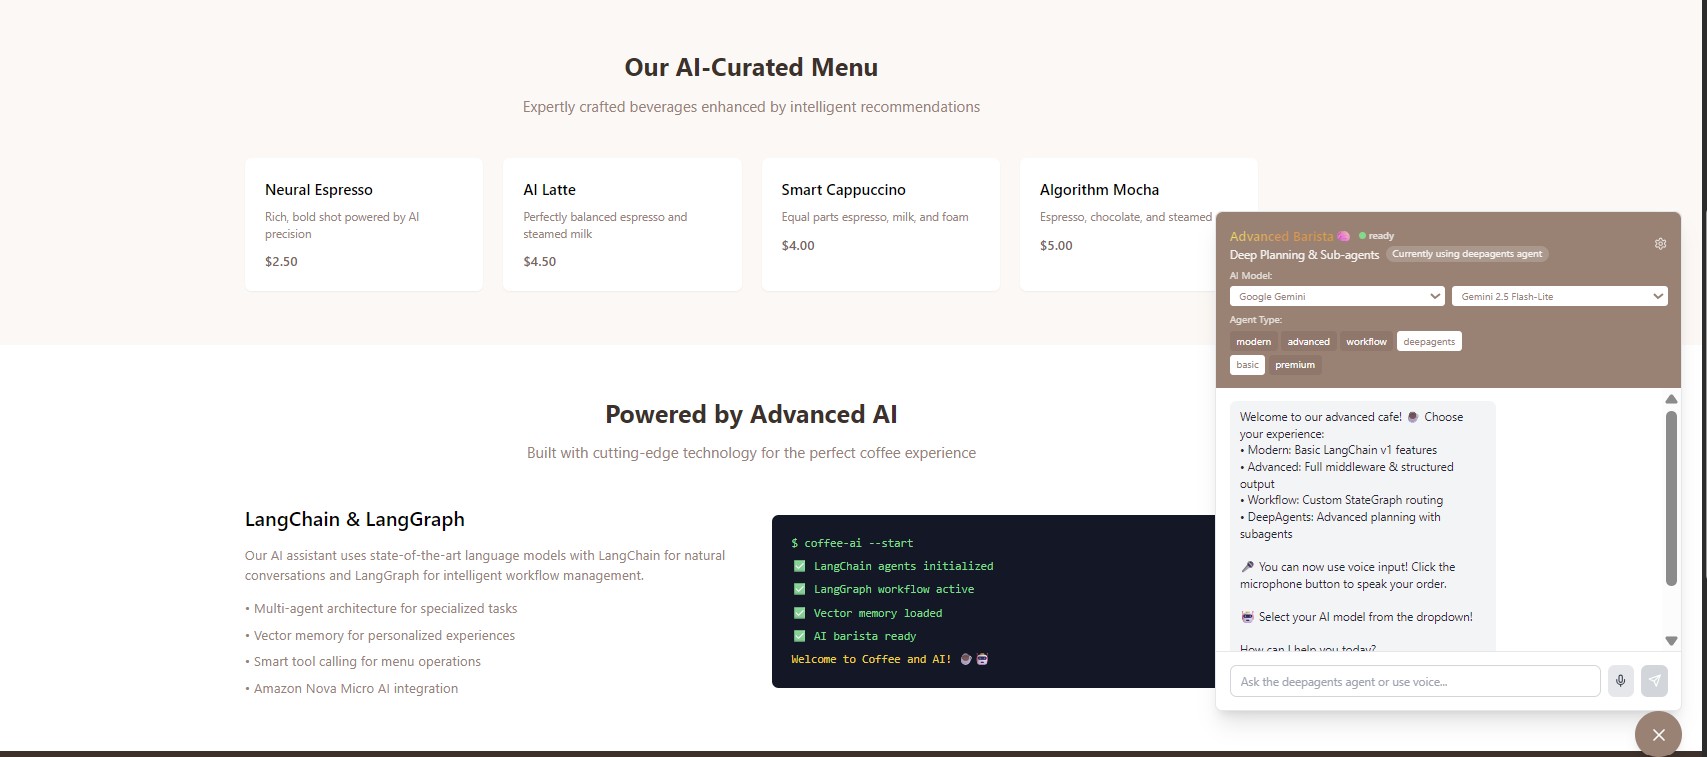 Our AI-Curated Menu
Expertly crafted beverages enhanced by intelligent recommendations
Neural Espresso
Rich, bold shot powered by AI
precision
$2.50
AI Latte
Perfectly balanced espresso and
steamed milk
$4.50
Smart Cappuccino
Equal parts espresso, milk, and foam
$4.00
Algorithm Mocha
Espresso, chocolate, and steamed
$5.00
Powered by Advanced AI
Built with cutting-edge technology for the perfect coffee experience
LangChain & LangGraph
Our AI assistant uses state-of-the-art language models with LangChain for natural
conversations and LangGraph for intelligent workflow management.
• Multi-agent architecture for specialized tasks
• Vector memory for personalized experiences
• Smart tool calling for menu operations
• Amazon Nova Micro AI integration
$ coffee-ai --start
✅ LangChain agents initialized
✅ LangGraph workflow active
✅ Vector memory loaded
✅ AI barista ready
Welcome to Coffee and AI!
Advanced Barista 🧠 ready
Deep Planning & Sub-agents Currently using deepagents agent
AI Model:
Google Gemini Gemini 2.5 Flash-Lite
Agent Type:
modern advanced workflow deepagents
basic premium
Welcome to our advanced cafe! Choose
your experience:
• Modern: Basic LangChain v1 features
• Advanced: Full middleware & structured
output
• Workflow: Custom StateGraph routing
• DeepAgents: Advanced planning with
subagents
🎤 You can now use voice input! Click the
microphone button to speak your order.
🤖 Select your AI model from the dropdown!
How can I help you today?
Ask the deepagents agent or use voice...